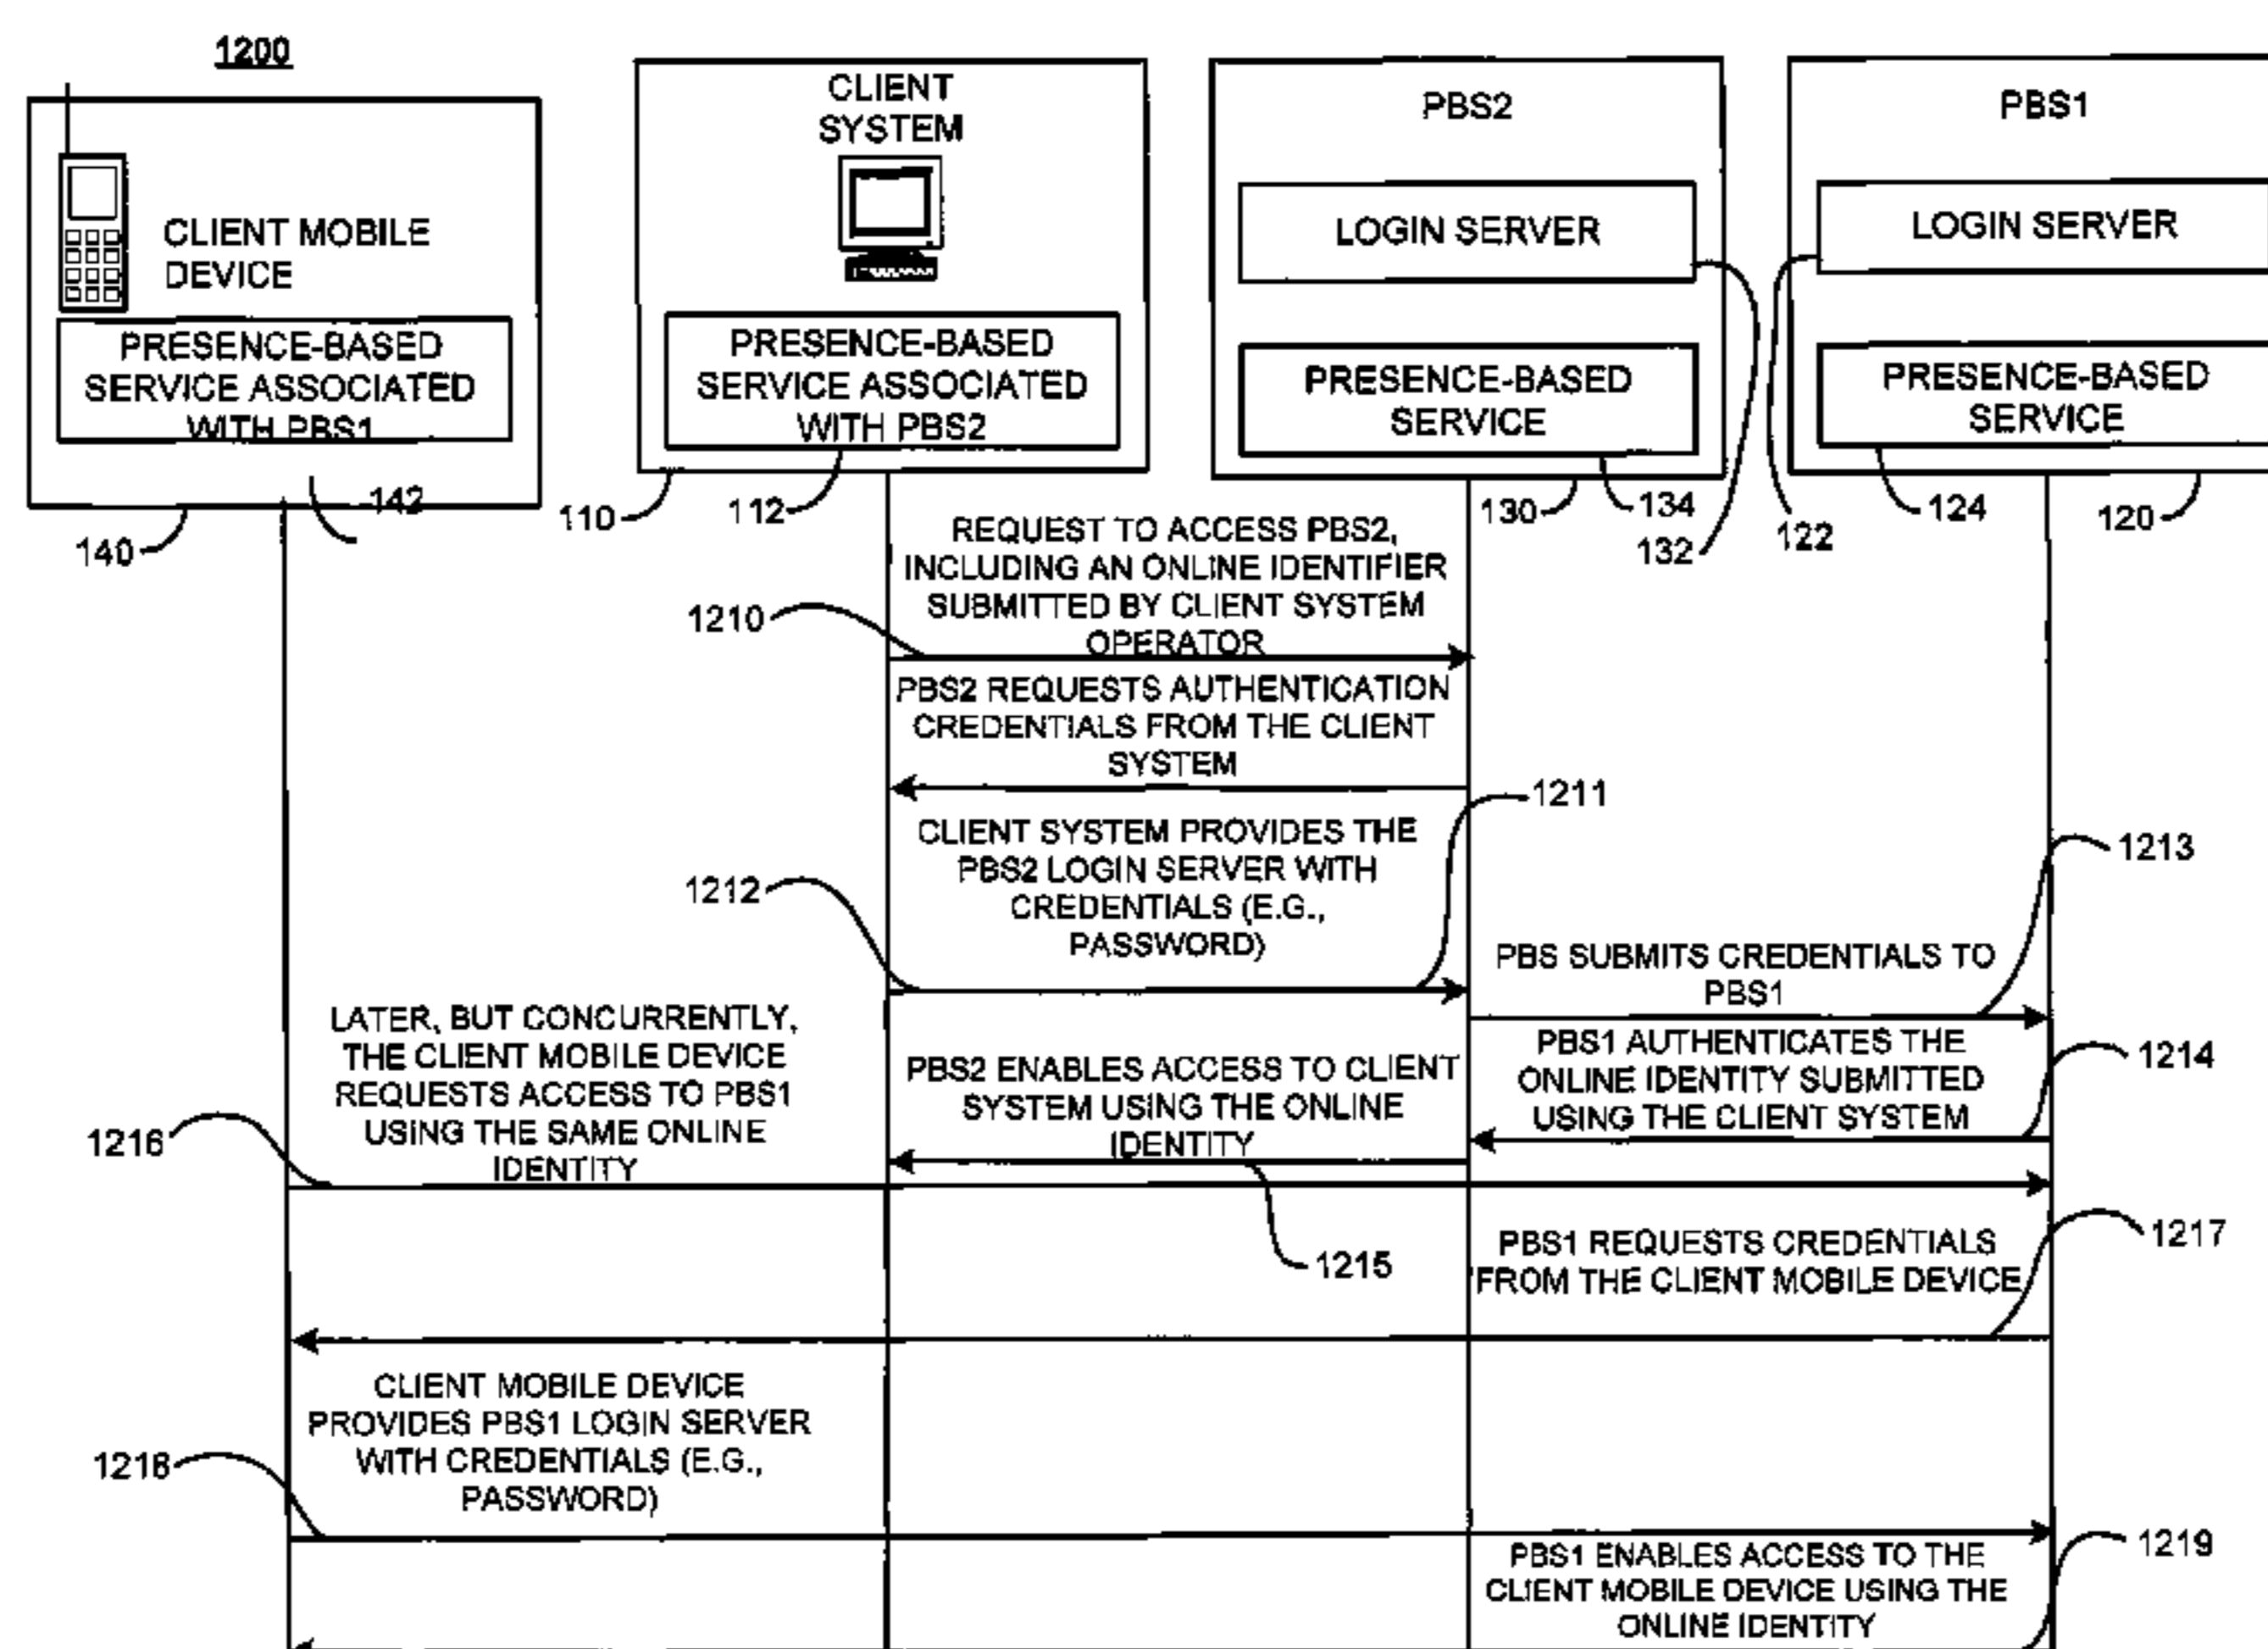 1200
CLIENT MOBILE
DEVICE
PRESENCE-BASED
SERVICE ASSOCIATED
WITH PBS1
142
140
CLIENT
SYSTEM
PRESENCE-BASED
SERVICE ASSOCIATED
WITH PBS2
110
112
PBS2
LOGIN SERVER
PRESENCE-BASED
SERVICE
130
134
132
PBS1
LOGIN SERVER
PRESENCE-BASED
SERVICE
122
124
120
REQUEST TO ACCESS PBS2,
INCLUDING AN ONLINE IDENTIFIER
SUBMITTED BY CLIENT SYSTEM
OPERATOR
1210
PBS2 REQUESTS AUTHENTICATION
CREDENTIALS FROM THE CLIENT
SYSTEM
1211
CLIENT SYSTEM PROVIDES THE
PBS2 LOGIN SERVER WITH
CREDENTIALS (E.G.,
PASSWORD)
1212
PBS SUBMITS CREDENTIALS TO
PBS1
1213
PBS1 AUTHENTICATES THE
ONLINE IDENTITY SUBMITTED
USING THE CLIENT SYSTEM
1214
PBS2 ENABLES ACCESS TO CLIENT
SYSTEM USING THE ONLINE
IDENTITY
1215
LATER, BUT CONCURRENTLY,
THE CLIENT MOBILE DEVICE
REQUESTS ACCESS TO PBS1
USING THE SAME ONLINE
IDENTITY
1216
PBS1 REQUESTS CREDENTIALS
FROM THE CLIENT MOBILE DEVICE
1217
CLIENT MOBILE DEVICE
PROVIDES PBS1 LOGIN SERVER
WITH CREDENTIALS (E.G.,
PASSWORD)
1218
PBS1 ENABLES ACCESS TO THE
CLIENT MOBILE DEVICE USING THE
ONLINE IDENTITY
1219